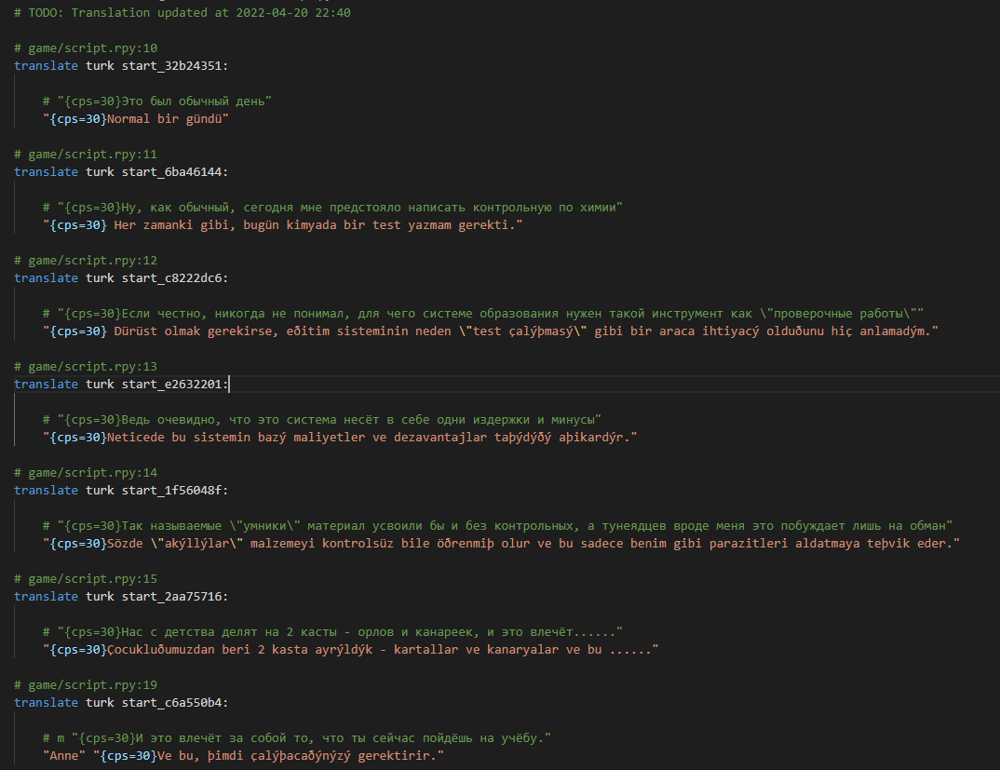 # TODO: Translation updated at 2022-04-20 22:40
# game/script.rpy:10
translate turk start_32b24351:
# "{cps=30}Это был обычный день"
"{cps=30}Normal bir gündü"
# game/script.rpy:11
translate turk start_6ba46144:
# "{cps=30}Ну, как обычный, сегодня мне предстояло написать контрольную по химии"
"{cps=30} Her zamanki gibi, bugün kimyada bir test yazmam gerekti."
# game/script.rpy:12
translate turk start_c8222dc6:
# "{cps=30}Если честно, никогда не понимал, для чего системе образования нужен такой инструмент как \"проверочные работы\""
"{cps=30} Dürüst olmak gerekirse, eðitim sisteminin neden \"test çalýþmasý\" gibi bir araca ihtiyacý olduðunu hiç anlamadým."
# game/script.rpy:13
translate turk start_e2632201:
# "{cps=30}Ведь очевидно, что это система несёт в себе одни издержки и минусы"
"{cps=30}Neticede bu sistemin bazý maliyetler ve dezavantajlar taþýdýðý aþikardýr."
# game/script.rpy:14
translate turk start_1f56048f:
# "{cps=30}Так называемые \"умники\" материал усвоили бы и без контрольных, а тунеядцев вроде меня это побуждает лишь на обман"
"{cps=30}Sözde \"akýllýlar\" malzemeyi kontrolsüz bile öðrenmiþ olur ve bu sadece benim gibi parazitleri aldatmaya teþvik eder."
# game/script.rpy:15
translate turk start_2aa75716:
# "{cps=30}Нас с детства делят на 2 касты - орлов и канареек, и это влечёт......"
"{cps=30}Çocukluðumuzdan beri 2 kasta ayrýldýk - kartallar ve kanaryalar ve bu ......"
# game/script.rpy:19
translate turk start_c6a550b4:
# m "{cps=30}И это влечёт за собой то, что ты сейчас пойдёшь на учёбу."
"Anne" "{cps=30}Ve bu, þimdi çalýþacaðýnýzý gerektirir."